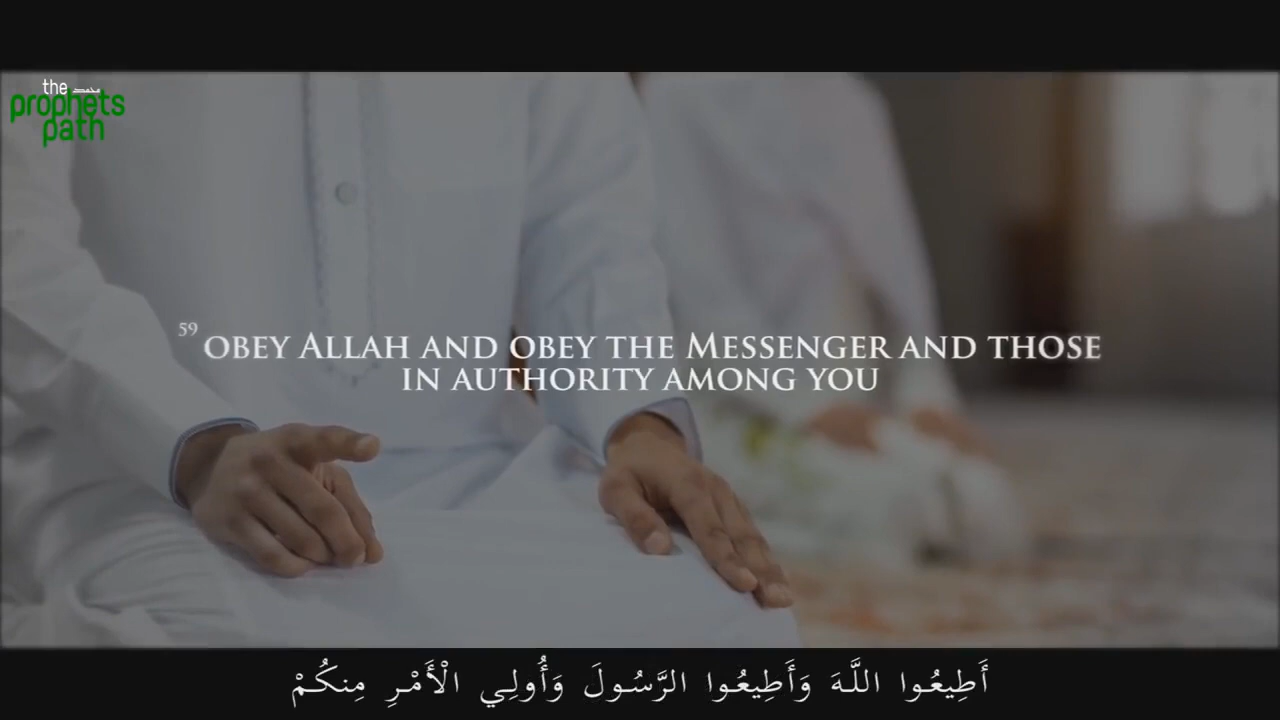 the محمد
prophets
path
59 OBEY ALLAH AND OBEY THE MESSENGER AND THOSE
IN AUTHORITY AMONG YOU
أَطِيعُوا اللَّهَ وَأَطِيعُوا الرَّسُولَ وَأُولِي الْأَمْرِ مِنكُمْ